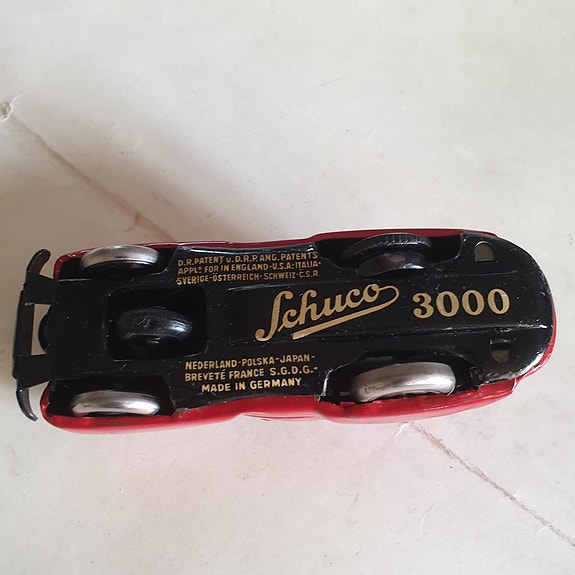 D.R.PATENT U.D.R.P.ANG.PATENTS
APPLD FOR IN ENGLAND-U.S.A-ITALIA-
SVERIGE-ÖSTERREICH-SCHWEIZ-C.S.R.
Schuco 3000
NEDERLAND-POLSKA-JAPAN-
BREVETÉ FRANCE S.G.D.G.-
MADE IN GERMANY